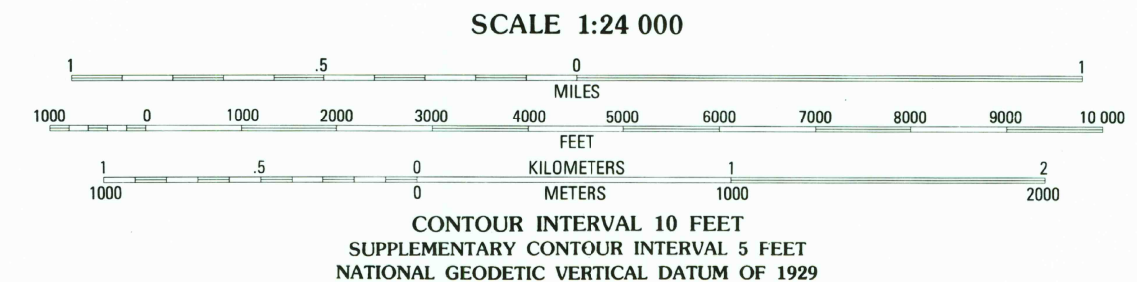 SCALE 1:24 000
1 .5 0 1
MILES
1000 0 1000 2000 3000 4000 5000 6000 7000 8000 9000 10 000
FEET
1 .5 0 KILOMETERS 1 2
1000 0 METERS 1000 2000
CONTOUR INTERVAL 10 FEET
SUPPLEMENTARY CONTOUR INTERVAL 5 FEET
NATIONAL GEODETIC VERTICAL DATUM OF 1929